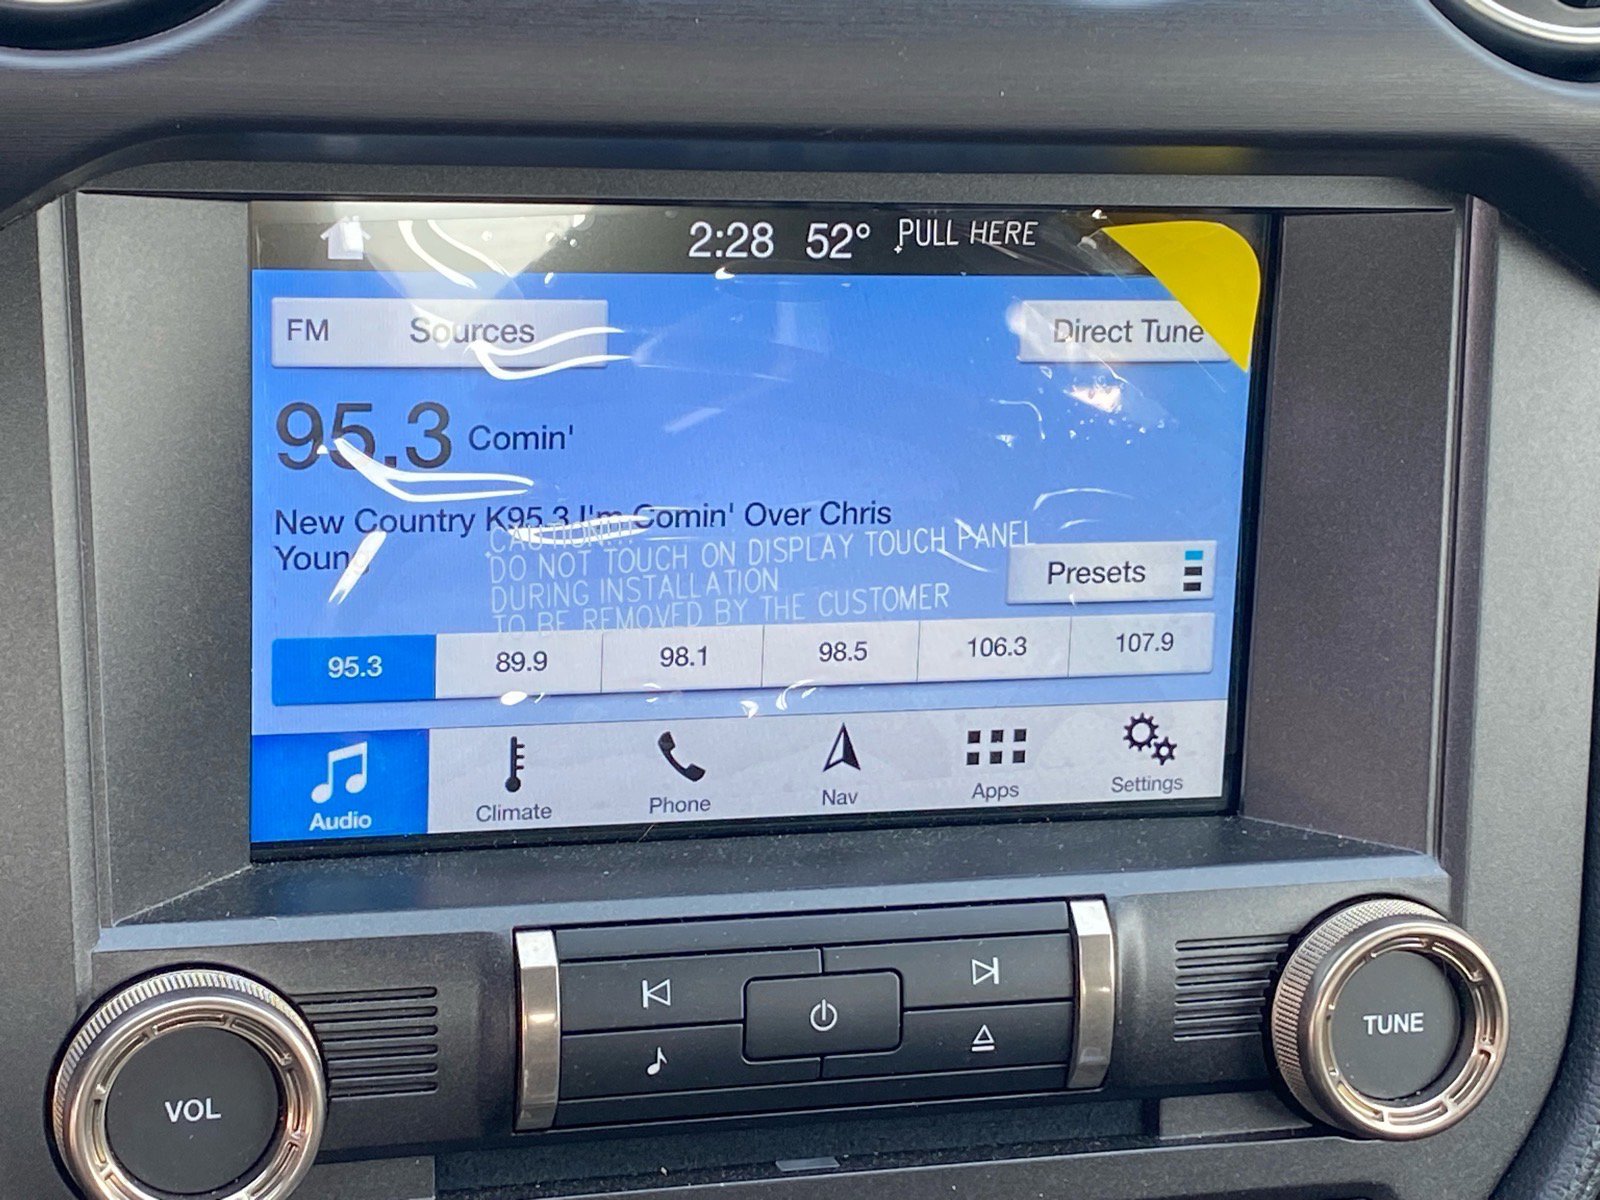 2:28 52° PULL HERE
FM Sources Direct Tune
95.3 Comin'
New Country K95.3 I'm Comin' Over Chris
Young
CAUTION!!
DO NOT TOUCH ON DISPLAY TOUCH PANEL
DURING INSTALLATION
TO BE REMOVED BY THE CUSTOMER
Presets
95.3 89.9 98.1 98.5 106.3 107.9
Audio Climate Phone Nav Apps Settings
VOL TUNE